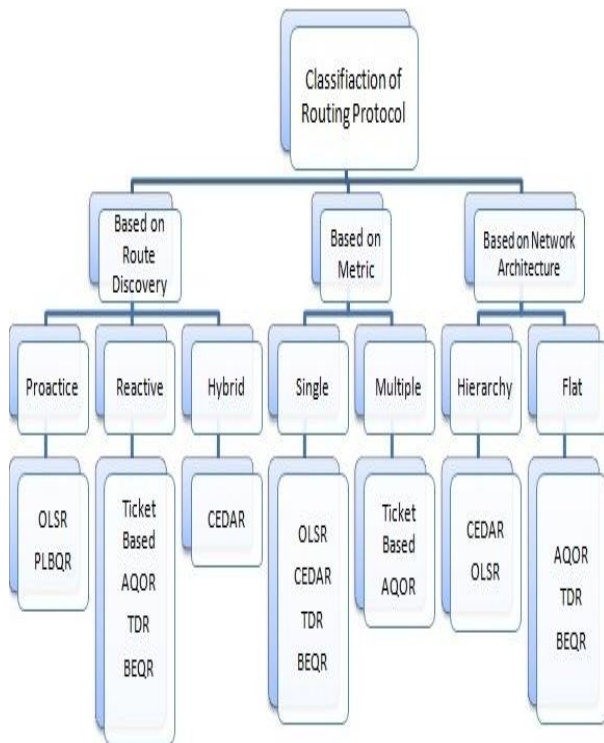 Classifiaction of
Routing Protocol
Based on
Route
Discovery
Based on
Metric
Based on Network
Architecture
Proactice
Reactive
Hybrid
Single
Multiple
Hierarchy
Flat
OLSR
PLBQR
Ticket
Based
AQOR
TDR
BEQR
CEDAR
OLSR
CEDAR
TDR
BEQR
Ticket
Based
AQOR
CEDAR
OLSR
AQOR
TDR
BEQR